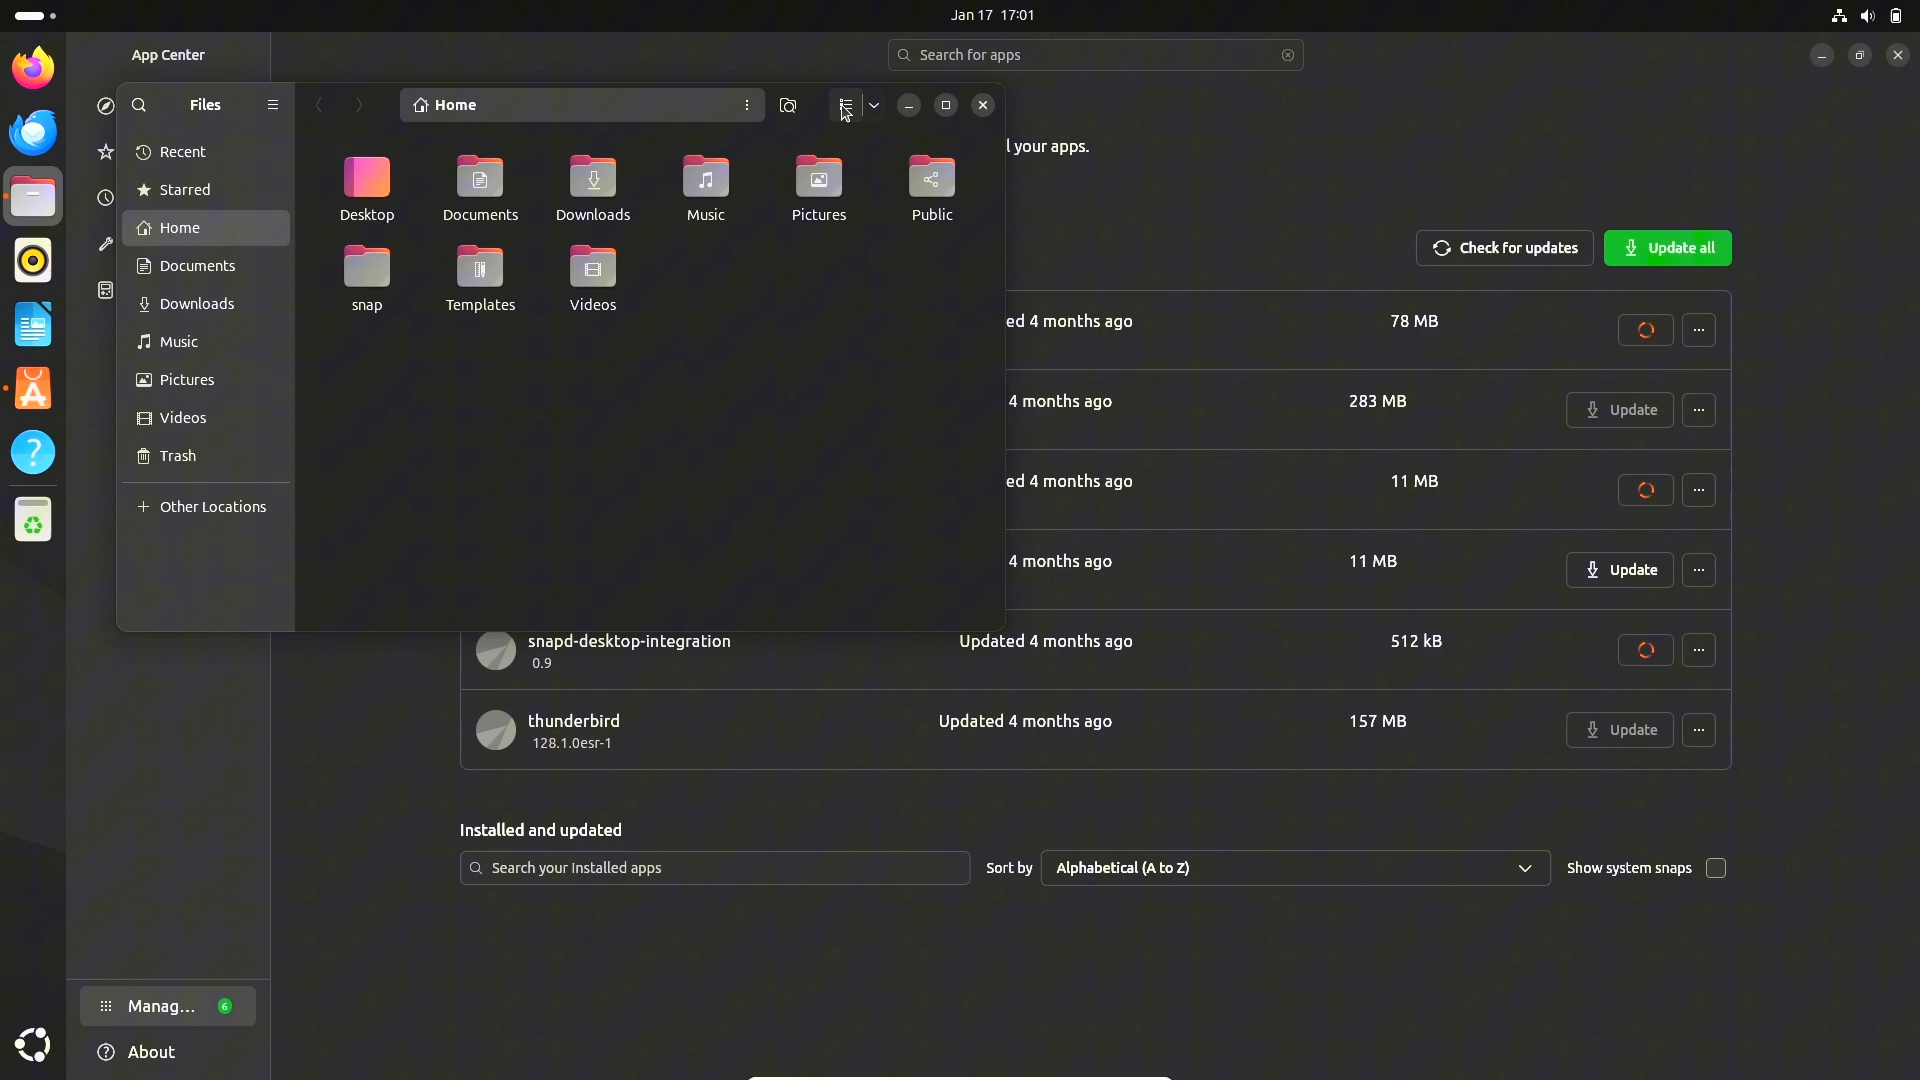 Jan 17 17:01
App Center
Search for apps
Files
Home
Recent
Starred
Home
Documents
Downloads
Music
Pictures
Videos
Trash
Other Locations
Desktop
Documents
Downloads
Music
Pictures
Public
snap
Templates
Videos
l your apps.
Check for updates
Update all
ed 4 months ago
78 MB
4 months ago
283 MB
Update
ed 4 months ago
11 MB
4 months ago
11 MB
Update
snapd-desktop-integration
0.9
Updated 4 months ago
512 kB
thunderbird
128.1.0esr-1
Updated 4 months ago
157 MB
Update
Installed and updated
Search your installed apps
Sort by
Alphabetical (A to Z)
Show system snaps
Manag...
6
About